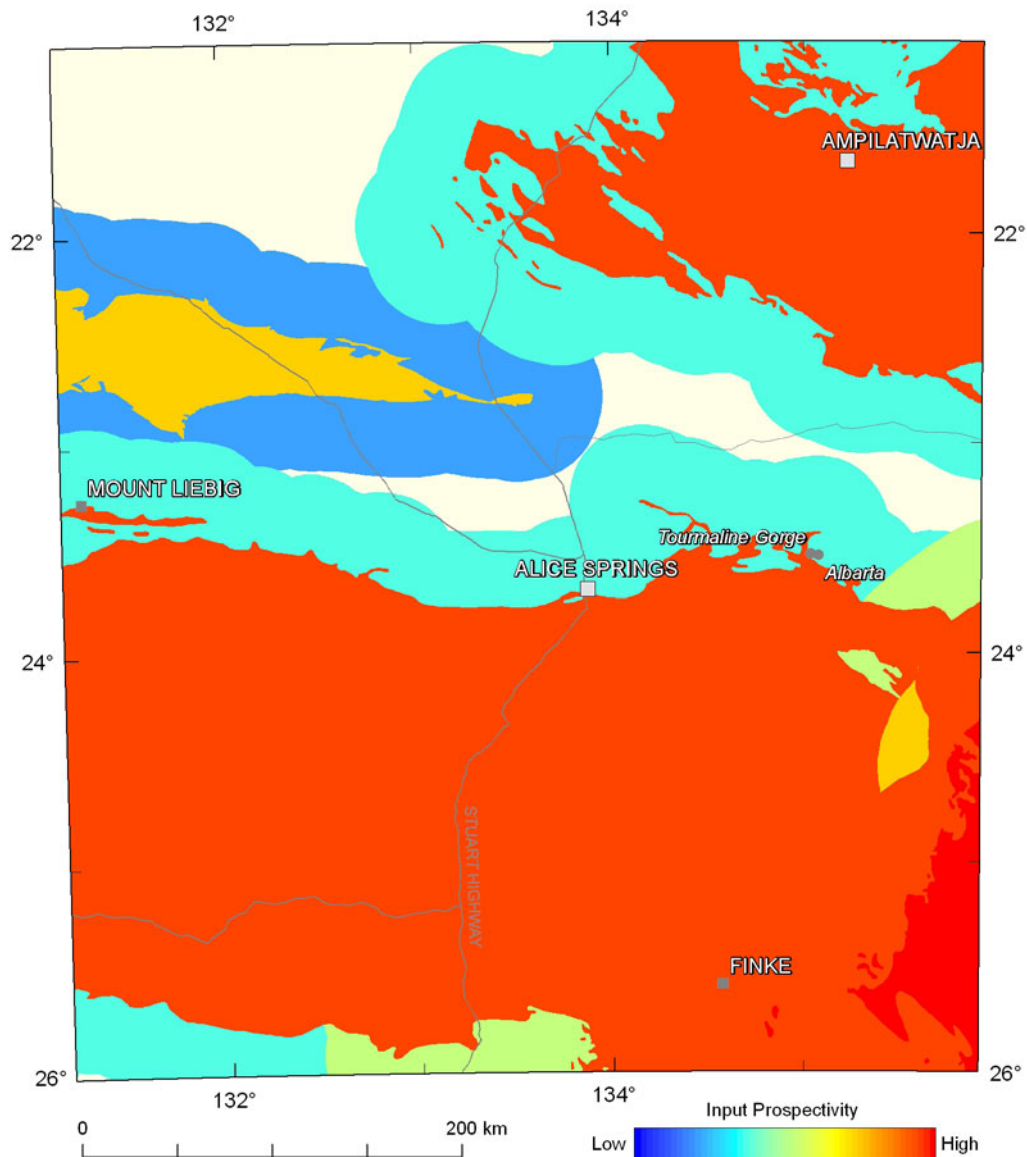 132° 134°
AMPILATWATJA
22° 22°
MOUNT LIEBIG
Tourmaline Gorge
ALICE SPRINGS
Albarta
24° 24°
STUART HIGHWAY
FINKE
26° 26°
132° 134°
Input Prospectivity
0 200 km
Low High